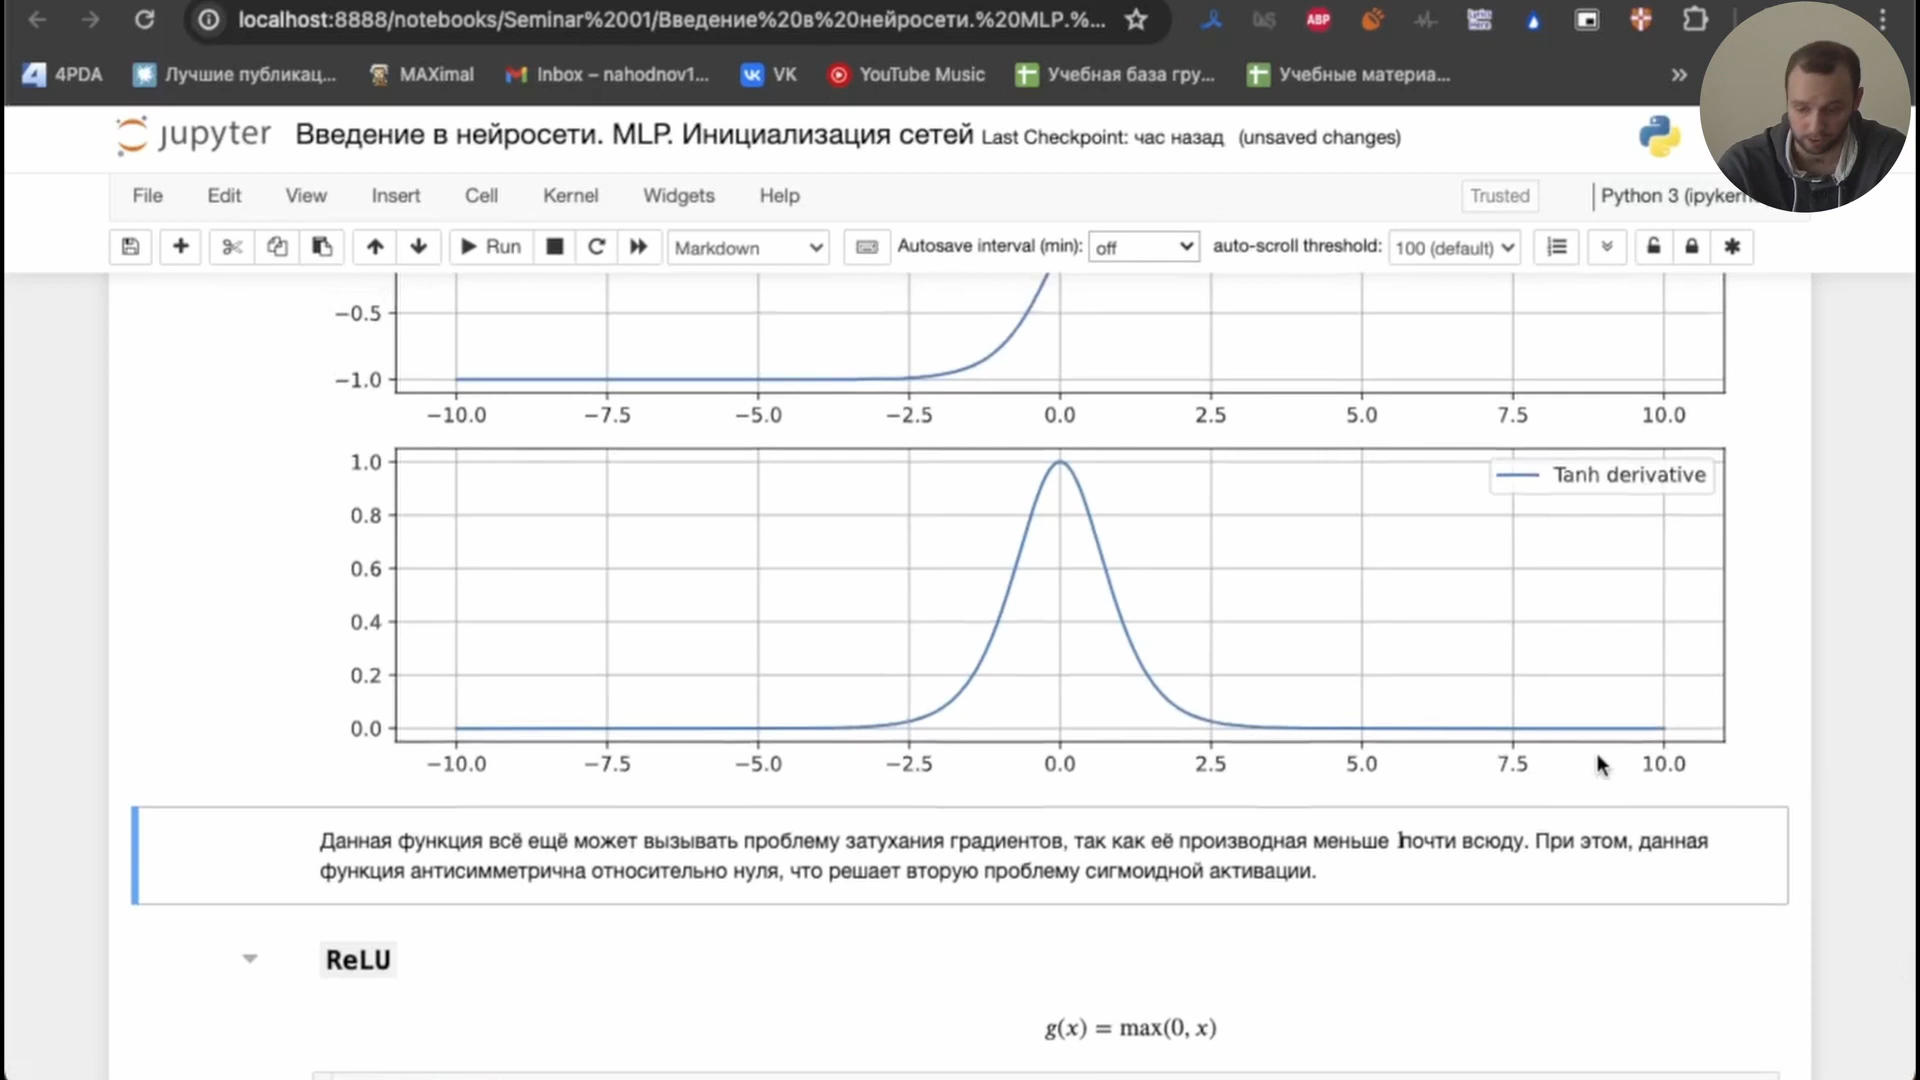 localhost:8888/notebooks/Seminar%2001/Введение%20в%20нейросети.%20MLP.%...
ABP
4PDA
Лучшие публикац...
MAXimal
Inbox – nahodnov1...
VK
YouTube Music
Учебная база гру...
Учебные материа...
»
jupyter Введение в нейросети. MLP. Инициализация сетей Last Checkpoint: час назад (unsaved changes)
File Edit View Insert Cell Kernel Widgets Help Trusted Python 3 (ipykern
Run Markdown Autosave interval (min): off auto-scroll threshold: 100 (default)
−0.5
−1.0
−10.0 −7.5 −5.0 −2.5 0.0 2.5 5.0 7.5 10.0
1.0
Tanh derivative
0.8
0.6
0.4
0.2
0.0
−10.0 −7.5 −5.0 −2.5 0.0 2.5 5.0 7.5 10.0
Данная функция всё ещё может вызывать проблему затухания градиентов, так как её производная меньше 1 почти всюду. При этом, данная
функция антисимметрична относительно нуля, что решает вторую проблему сигмоидной активации.
ReLU
g(x) = max(0, x)